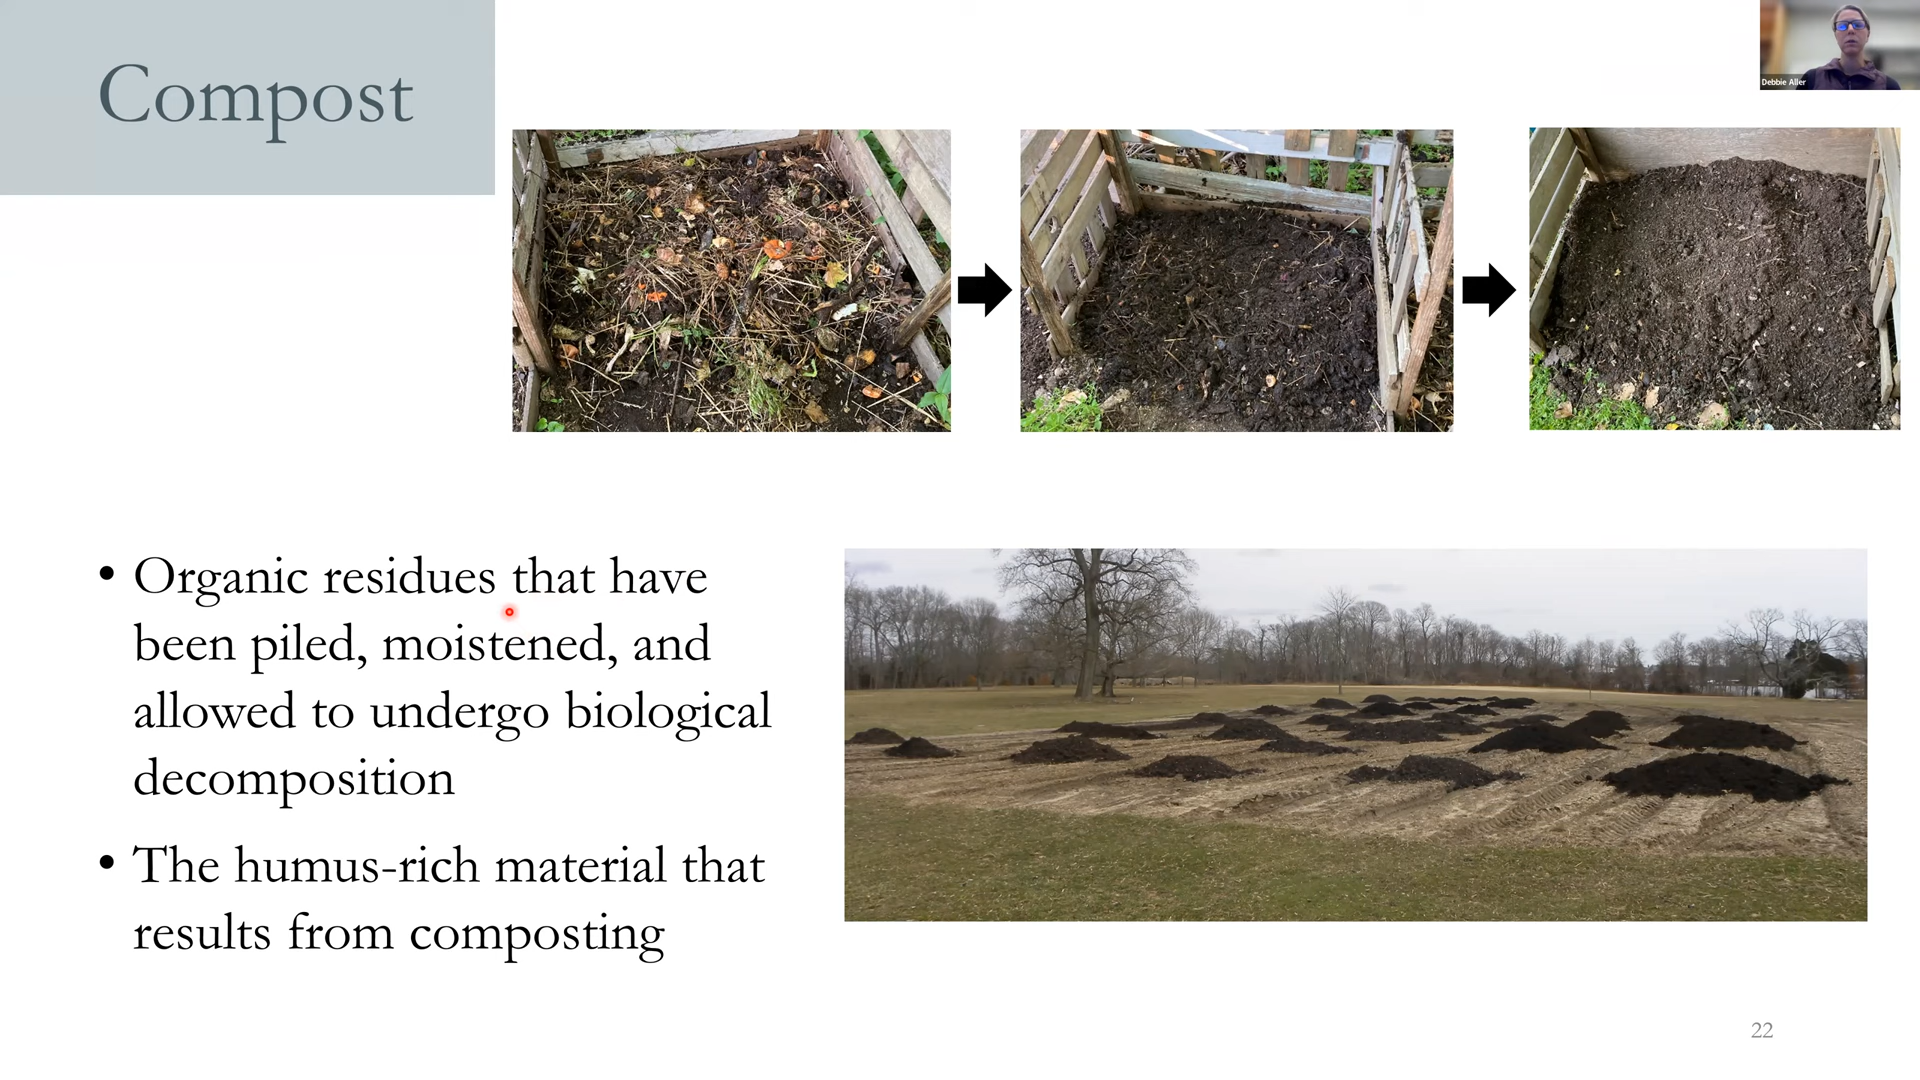 Compost
Debbie Aller
• Organic residues that have
been piled, moistened, and
allowed to undergo biological
decomposition
• The humus-rich material that
results from composting
22